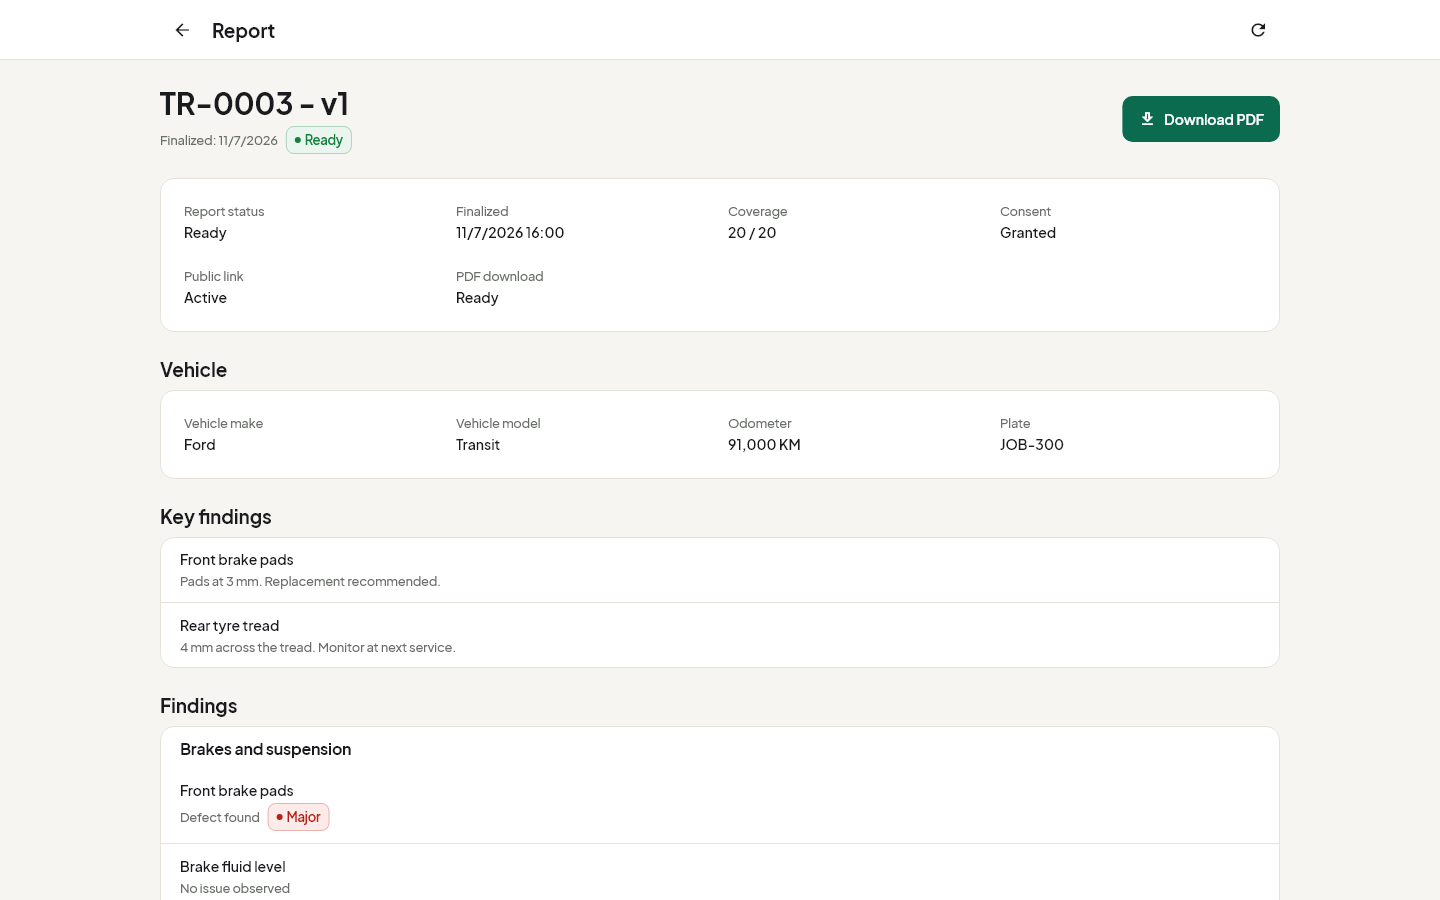 Report
TR-0003 – v1
Download PDF
Finalized: 11/7/2026 Ready
Report status Finalized Coverage Consent
Ready 11/7/2026 16:00 20 / 20 Granted
Public link PDF download
Active Ready
Vehicle
Vehicle make Vehicle model Odometer Plate
Ford Transit 91,000 KM JOB-300
Key findings
Front brake pads
Pads at 3 mm. Replacement recommended.
Rear tyre tread
4 mm across the tread. Monitor at next service.
Findings
Brakes and suspension
Front brake pads
Defect found Major
Brake fluid level
No issue observed